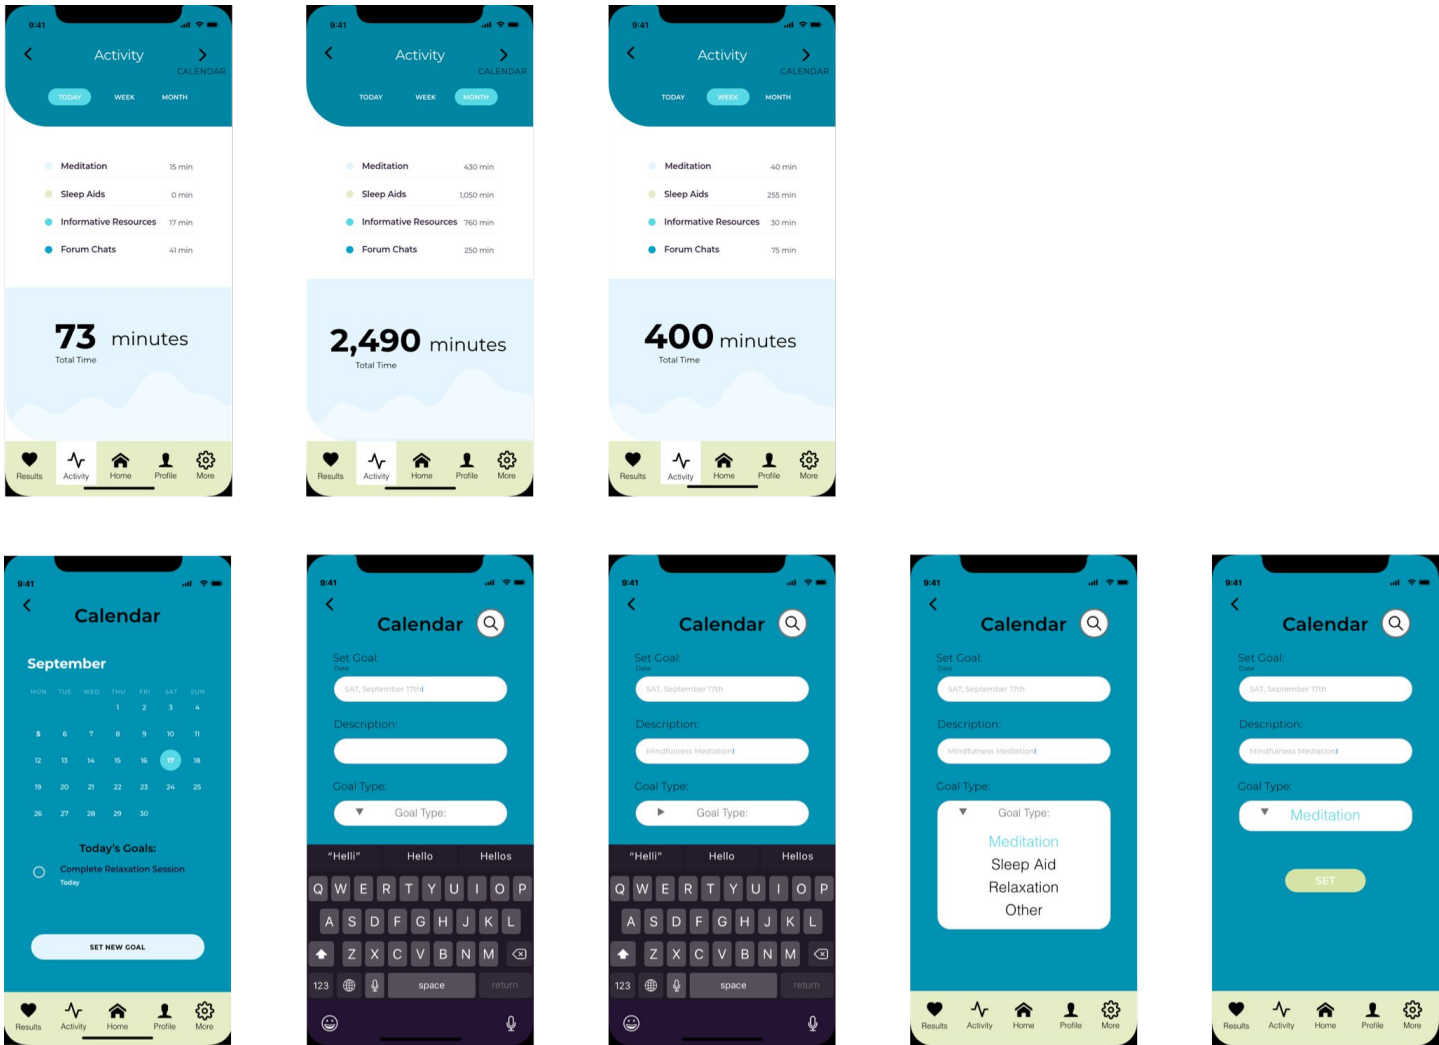 9:41
Activity
CALENDAR
TODAY WEEK MONTH
Meditation 15 min
Sleep Aids 0 min
Informative Resources 17 min
Forum Chats 41 min
73 minutes
Total Time
Results Activity Home Profile More
9:41
Activity
CALENDAR
TODAY WEEK MONTH
Meditation 430 min
Sleep Aids 1,050 min
Informative Resources 760 min
Forum Chats 250 min
2,490 minutes
Total Time
Results Activity Home Profile More
9:41
Activity
CALENDAR
TODAY WEEK MONTH
Meditation 40 min
Sleep Aids 255 min
Informative Resources 30 min
Forum Chats 75 min
400 minutes
Total Time
Results Activity Home Profile More
9:41
Calendar
September
MON TUE WED THU FRI SAT SUN
1 2 3 4
5 6 7 8 9 10 11
12 13 14 15 16 17 18
19 20 21 22 23 24 25
26 27 28 29 30
Today's Goals:
Complete Relaxation Session
Today
SET NEW GOAL
Results Activity Home Profile More
9:41
Calendar
Set Goal:
Date
SAT, September 17th
Description:
Goal Type:
Goal Type:
"Helli" Hello Hellos
Q W E R T Y U I O P
A S D F G H J K L
Z X C V B N M
123 space return
9:41
Calendar
Set Goal:
Date
SAT, September 17th
Description:
Mindfulness Mediation
Goal Type:
Goal Type:
"Helli" Hello Hellos
Q W E R T Y U I O P
A S D F G H J K L
Z X C V B N M
123 space return
9:41
Calendar
Set Goal:
Date
SAT, September 17th
Description:
Mindfulness Mediation
Goal Type:
Goal Type:
Meditation
Sleep Aid
Relaxation
Other
Results Activity Home Profile More
9:41
Calendar
Set Goal:
Date
SAT, September 17th
Description:
Mindfulness Mediation
Goal Type:
Meditation
SET
Results Activity Home Profile More